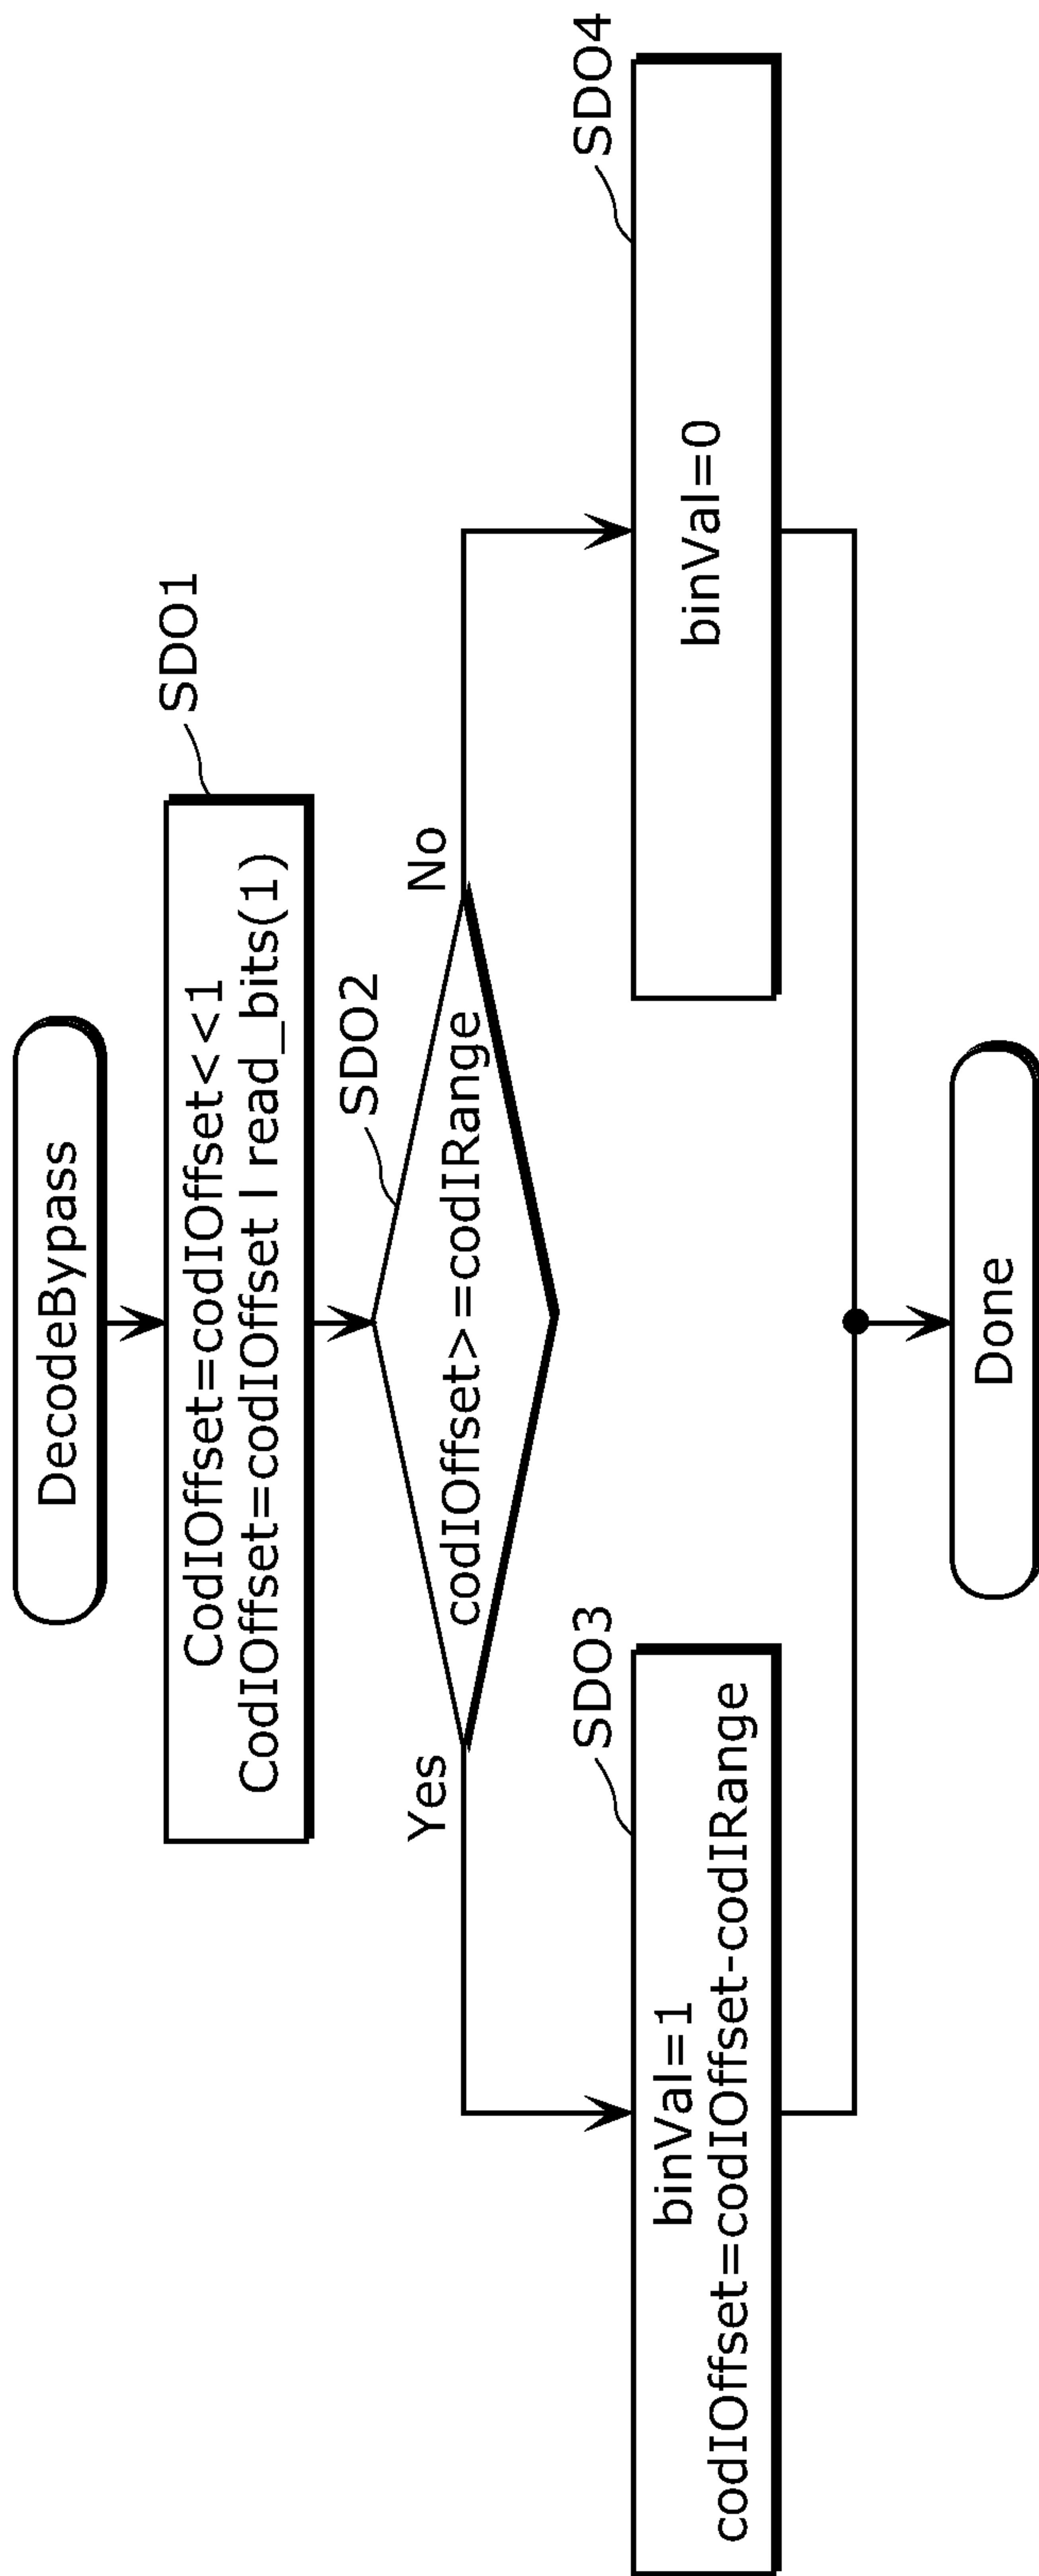 DecodeBypass
SDO1
CodIOffset=codIOffset<<1
CodIOffset=codIOffset I read_bits(1)
SDO2
codIOffset>=codIRange
Yes
No
SDO3
binVal=1
codIOffset=codIOffset-codIRange
SDO4
binVal=0
Done